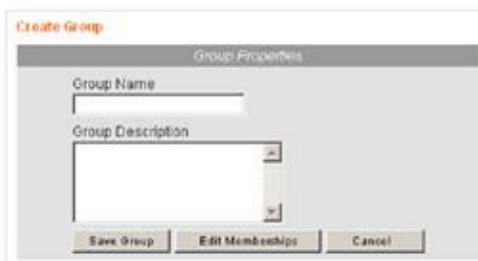 Create Group
Group Properties
Group Name
Group Description
Save Group Edit Memberships Cancel